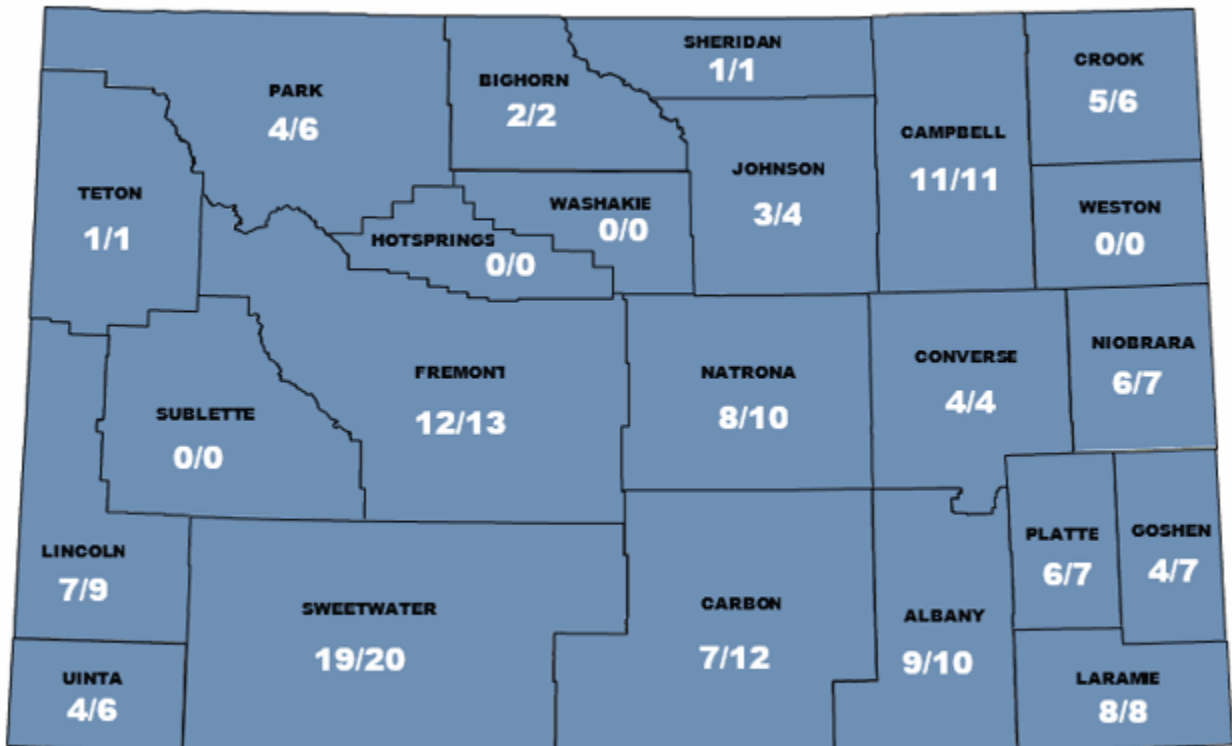 SHERIDAN
1/1
CROOK
5/6
BIGHORN
2/2
PARK
4/6
CAMPBELL
11/11
JOHNSON
3/4
TETON
1/1
WASHAKIE
0/0
WESTON
0/0
HOTSPRINGS
0/0
NIOBRARA
6/7
CONVERSE
4/4
FREMONT
12/13
NATRONA
8/10
SUBLETTE
0/0
PLATTE
6/7
GOSHEN
4/7
LINCOLN
7/9
SWEETWATER
19/20
CARBON
7/12
ALBANY
9/10
UINTA
4/6
LARAMIE
8/8